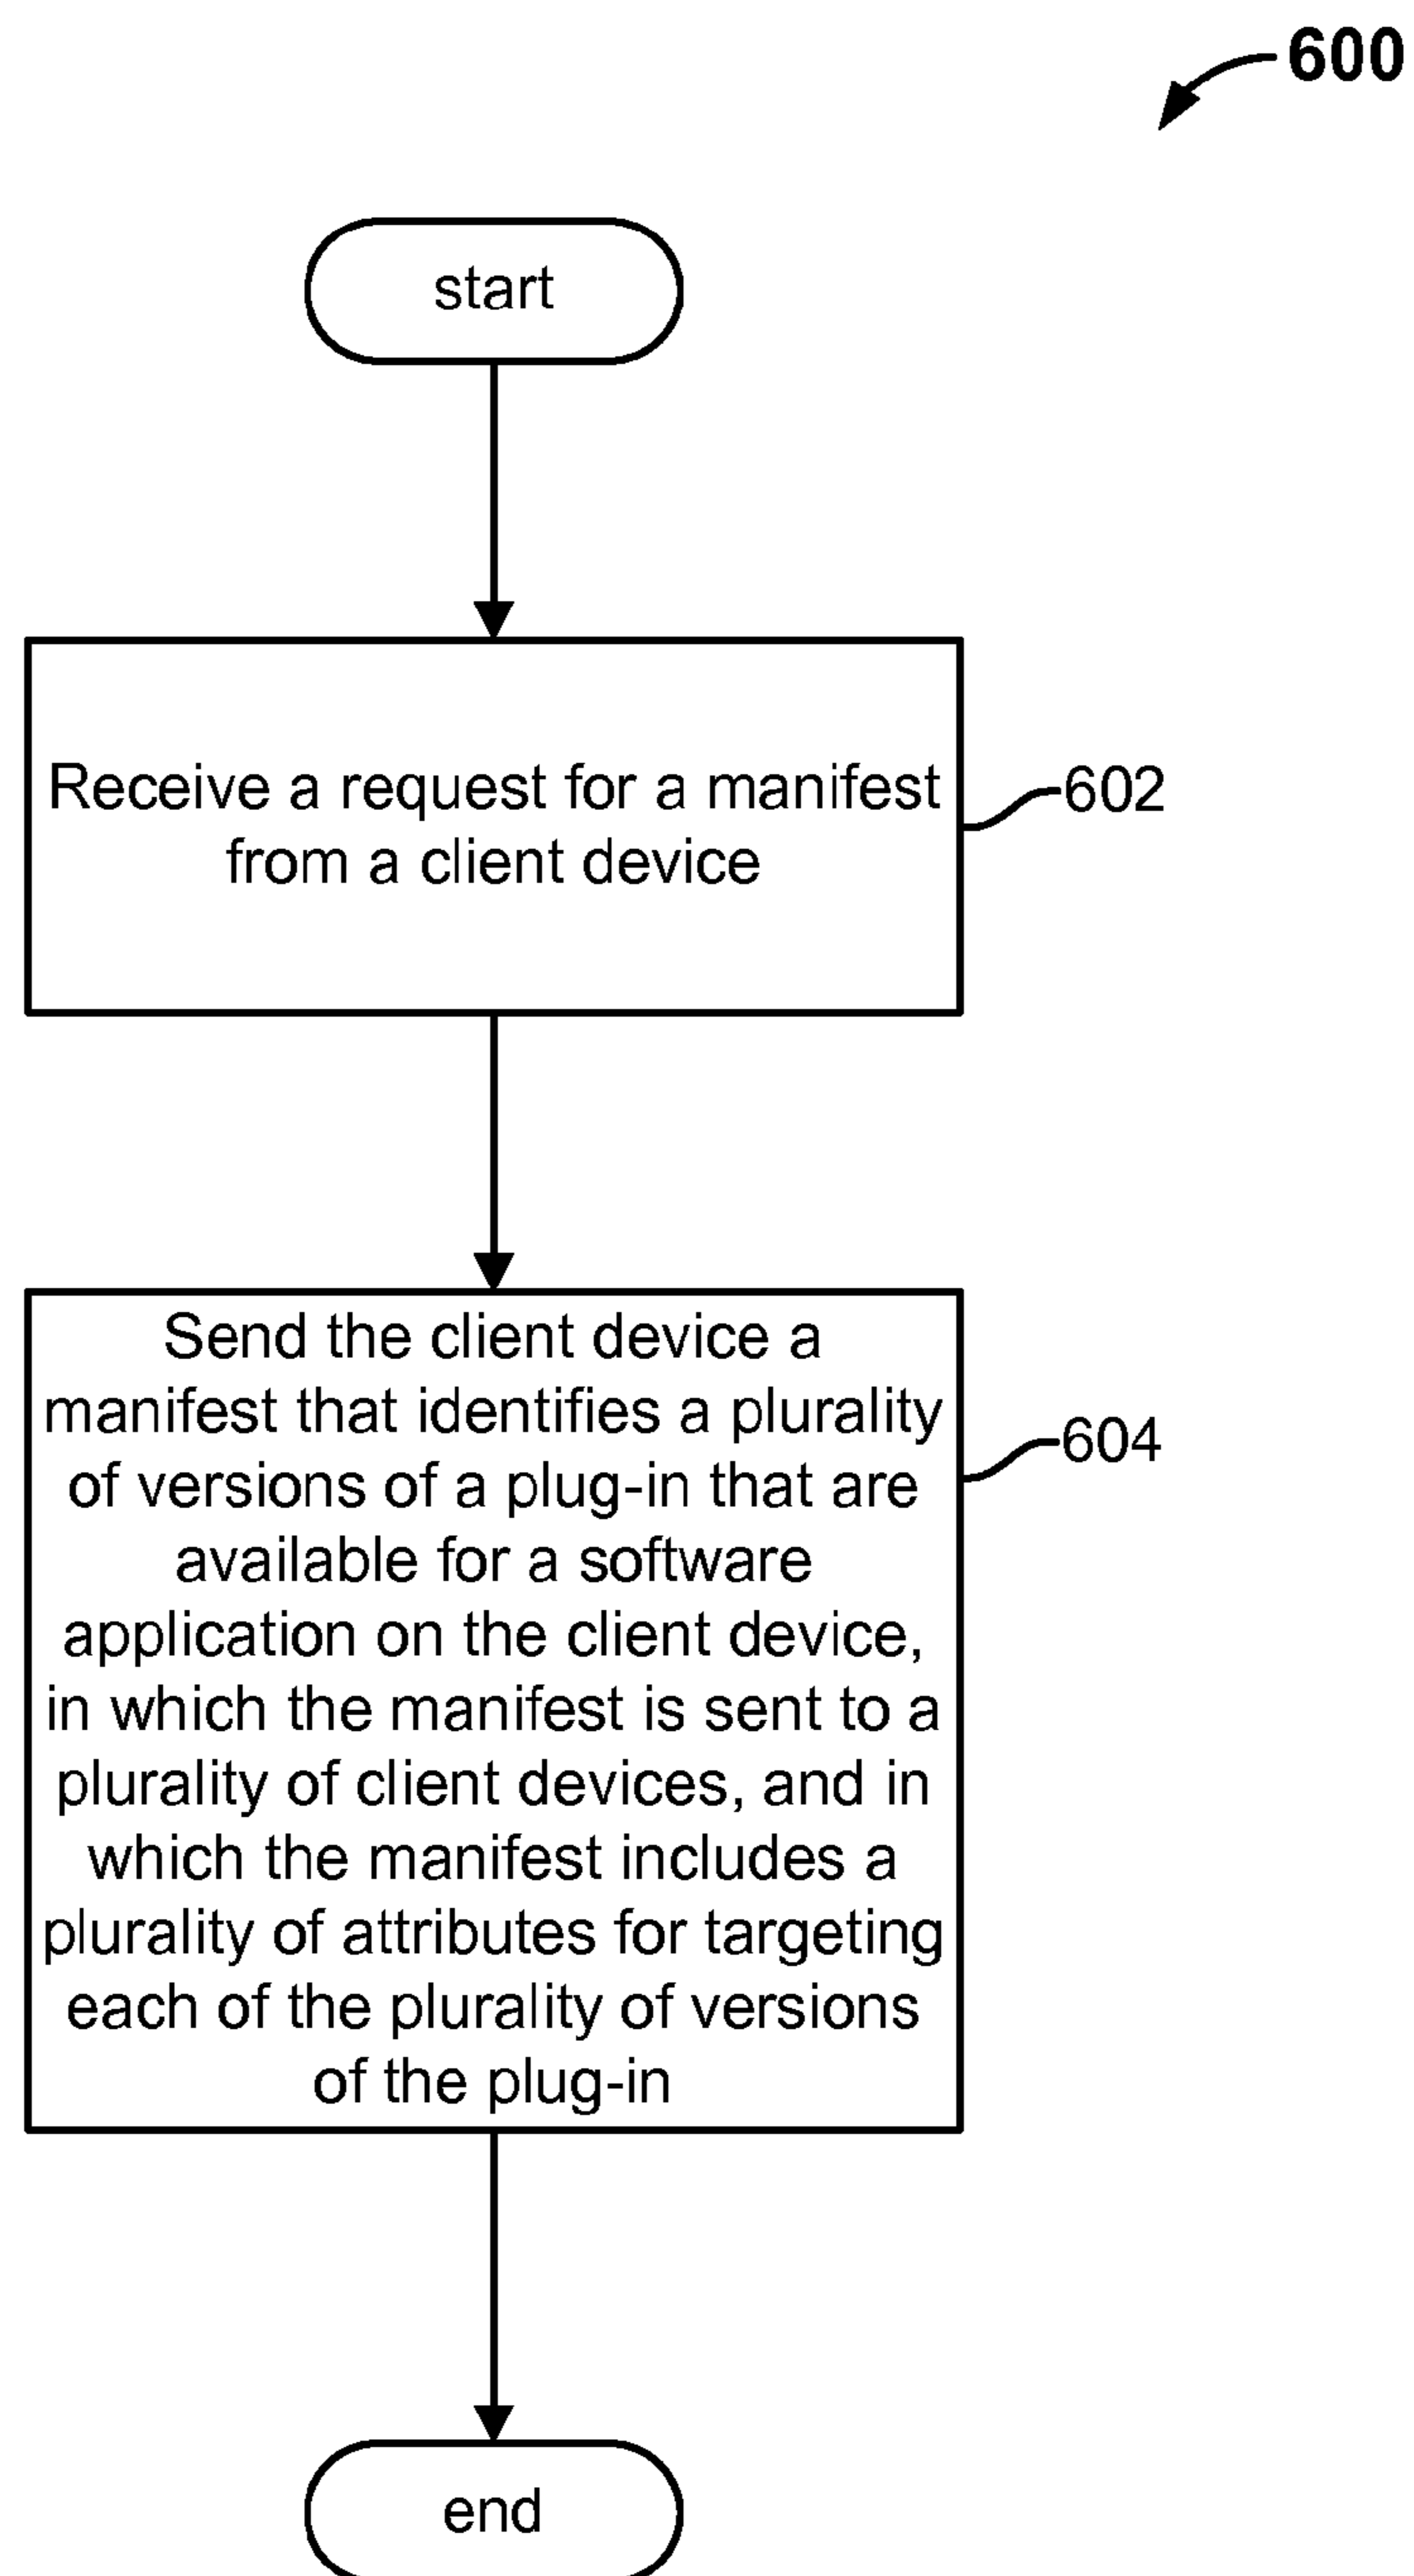 600
start
Receive a request for a manifest
from a client device
602
Send the client device a
manifest that identifies a plurality
of versions of a plug-in that are
available for a software
application on the client device,
in which the manifest is sent to a
plurality of client devices, and in
which the manifest includes a
plurality of attributes for targeting
each of the plurality of versions
of the plug-in
604
end